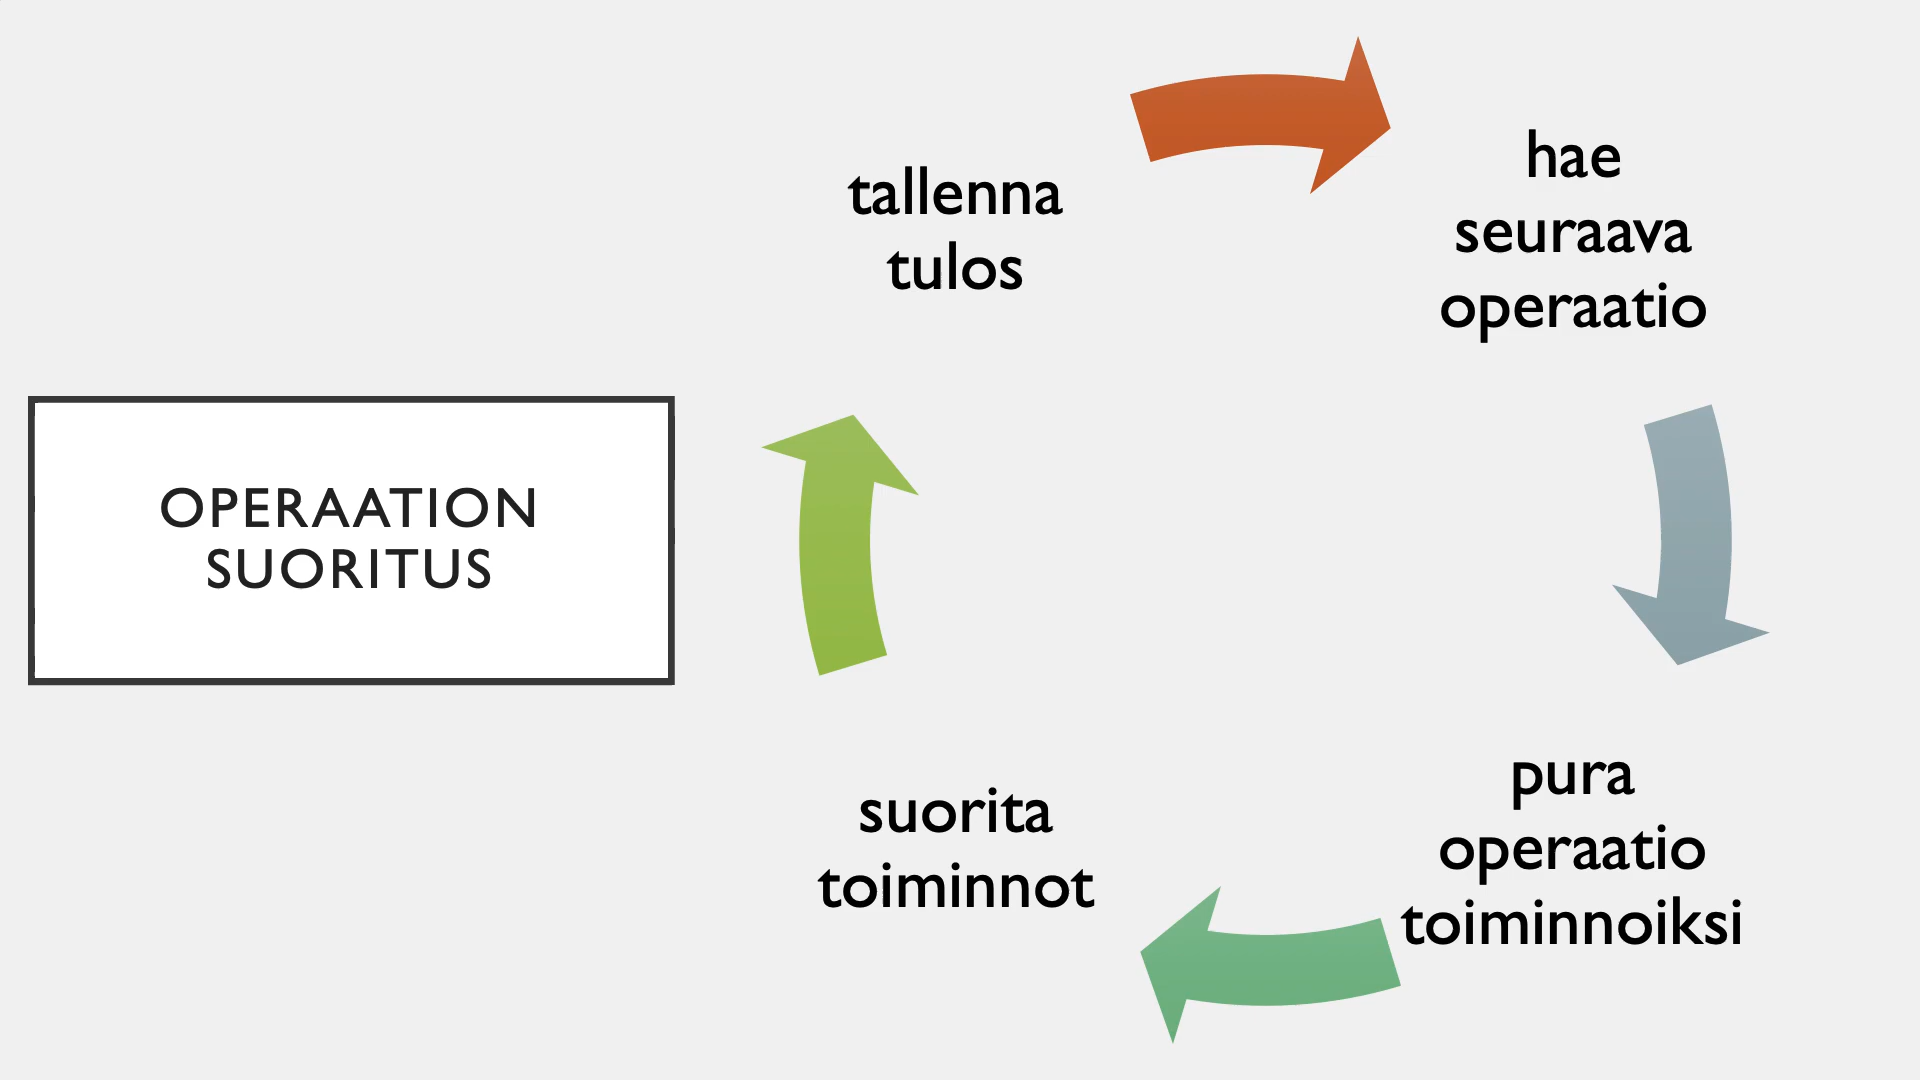 OPERAATION
SUORITUS
tallenna
tulos
hae
seuraava
operaatio
pura
operaatio
toiminnoiksi
suorita
toiminnot